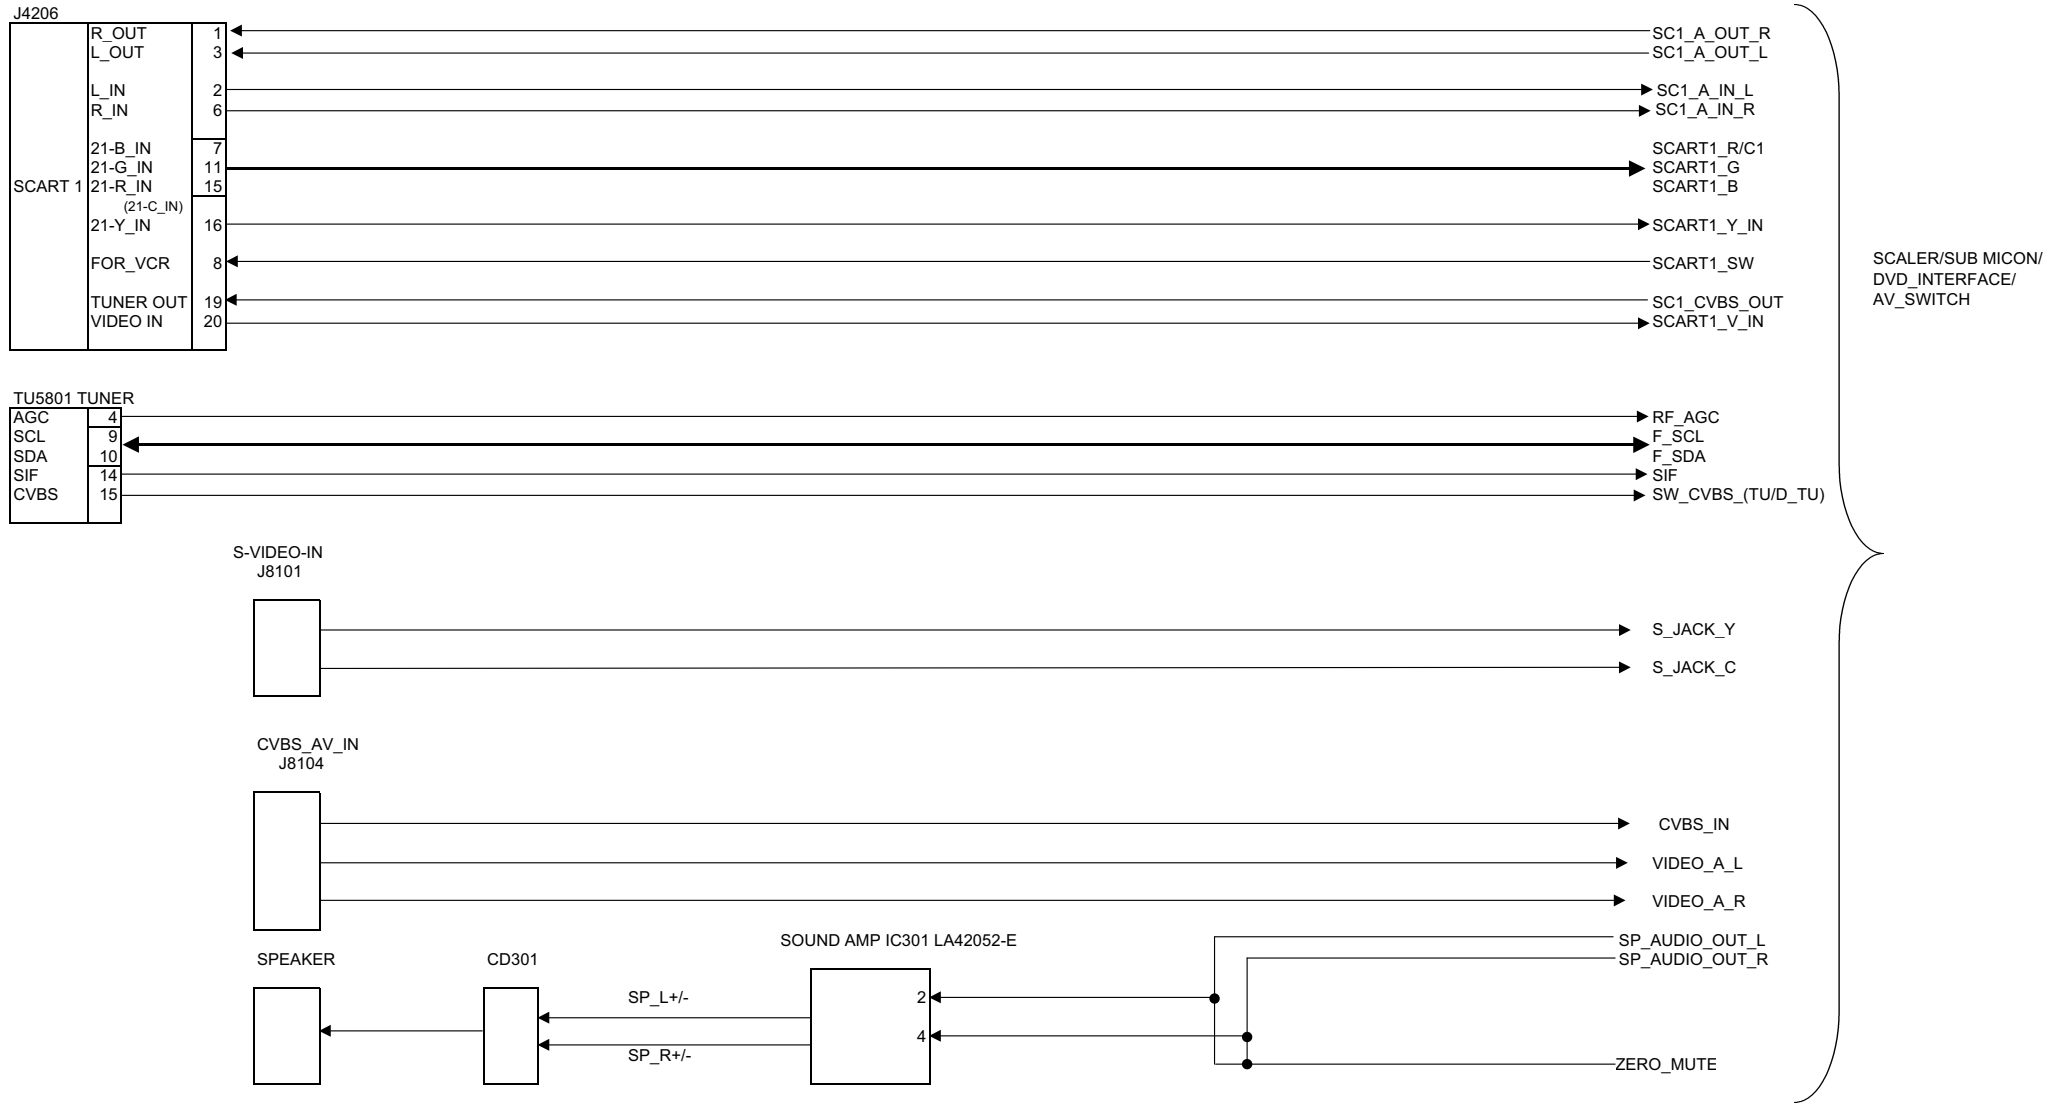 J4206
R_OUT 1 SC1_A_OUT_R
L_OUT 3 SC1_A_OUT_L
L_IN 2 SC1_A_IN_L
R_IN 6 SC1_A_IN_R
21-B_IN 7 SCART1_R/C1
21-G_IN 11 SCART1_G
SCART 1 21-R_IN 15 SCART1_B
(21-C_IN)
21-Y_IN 16 SCART1_Y_IN
FOR_VCR 8 SCART1_SW
TUNER OUT 19 SC1_CVBS_OUT
VIDEO IN 20 SCART1_V_IN
SCALER/SUB MICON/
DVD_INTERFACE/
AV_SWITCH
TU5801 TUNER
AGC 4 RF_AGC
SCL 9 F_SCL
SDA 10 F_SDA
SIF 14 SIF
CVBS 15 SW_CVBS_(TU/D_TU)
S-VIDEO-IN
J8101
S_JACK_Y
S_JACK_C
CVBS_AV_IN
J8104
CVBS_IN
VIDEO_A_L
VIDEO_A_R
SOUND AMP IC301 LA42052-E SP_AUDIO_OUT_L
SPEAKER CD301 SP_AUDIO_OUT_R
SP_L+/- 2
4
SP_R+/- ZERO_MUTE